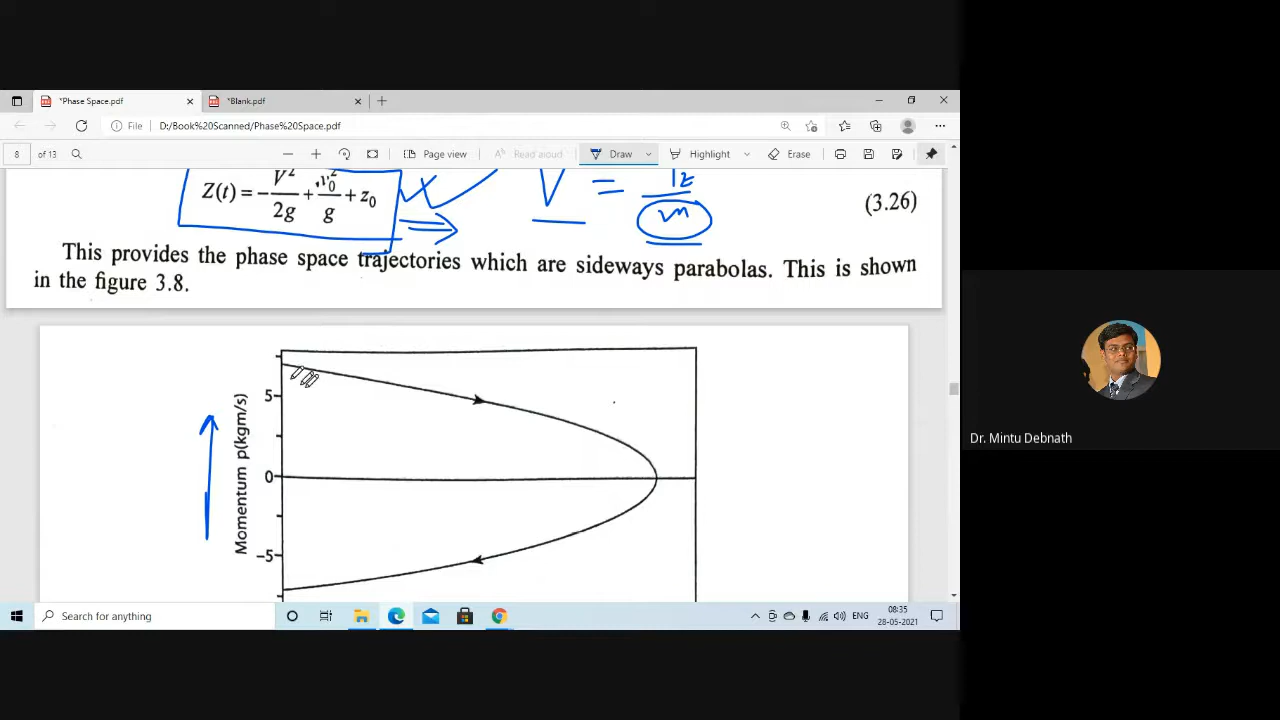 *Phase Space.pdf
*Blank.pdf
File D:/Book%20Scanned/Phase%20Space.pdf
8 of 13 Page view Read aloud Draw Highlight Erase
Z(t) = -V²/2g + v₀²/g + z₀ V = /m
(3.26)
This provides the phase space trajectories which are sideways parabolas. This is shown
in the figure 3.8.
Momentum p(kgm/s)
5
0
-5
Dr. Mintu Debnath
Search for anything
ENG
08:35
28-05-2021